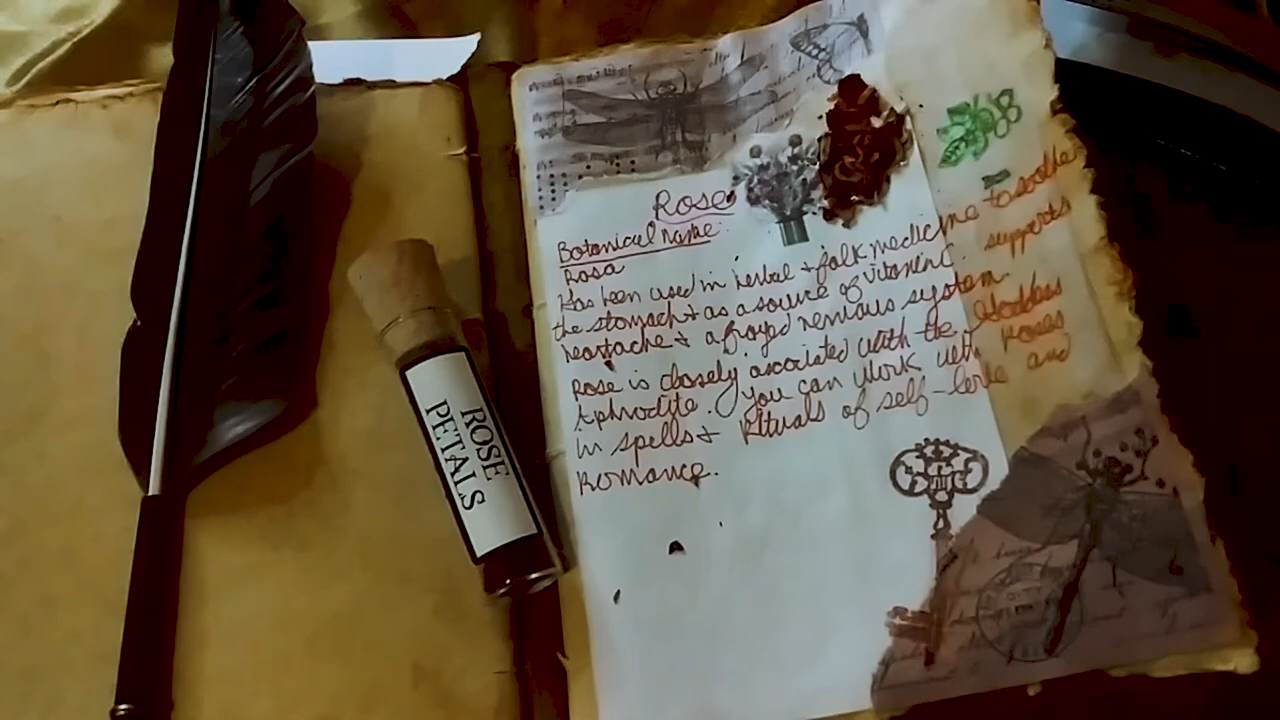 Rose
Botanical name
Rosa
Has been used in herbal & folk medicine to soothe
the stomach & as a source of vitamin C. supports
heartache & a frayed nervous system.
Rose is closely associated with the Goddess
Aphrodite. You can work with roses
in spells & rituals of self-love and
Romance.
ROSE
PETALS